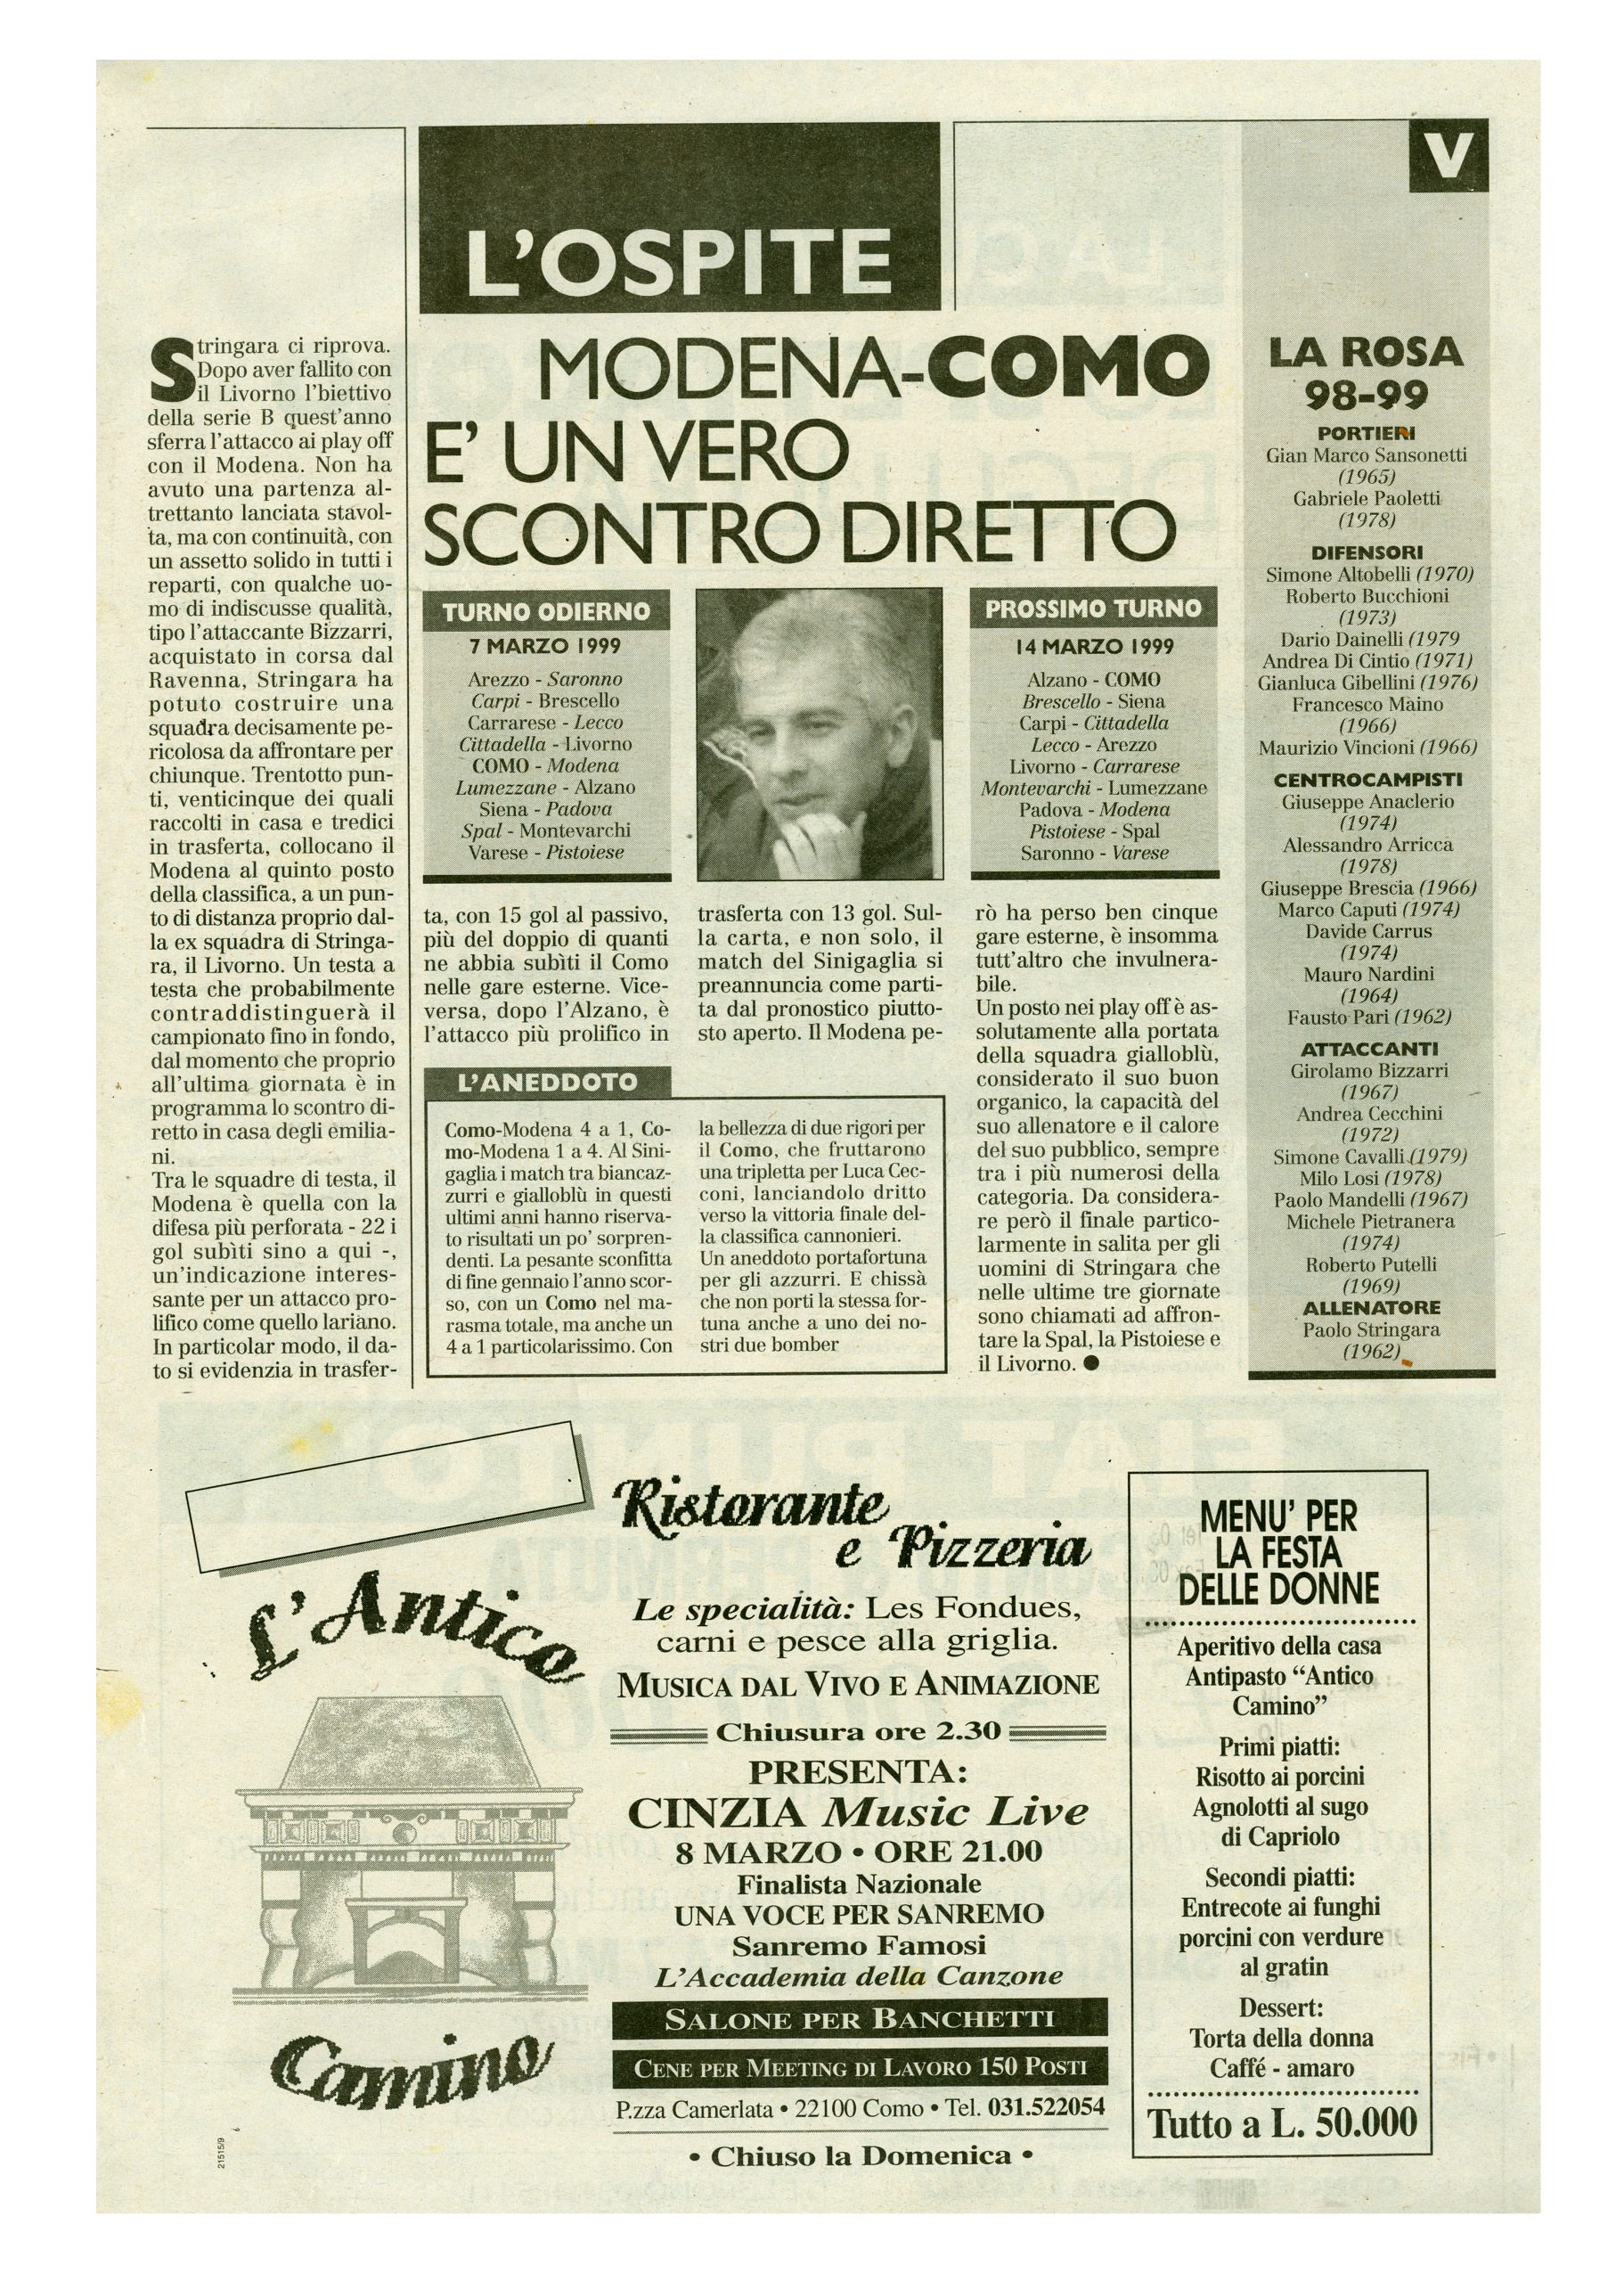 V
L'OSPITE
MODENA-COMO
E' UN VERO
SCONTRO DIRETTO
Stringara ci riprova.
Dopo aver fallito con
il Livorno l'biettivo
della serie B quest'anno
sferra l'attacco ai play off
con il Modena. Non ha
avuto una partenza al-
trettanto lanciata stavol-
ta, ma con continuità, con
un assetto solido in tutti i
reparti, con qualche uo-
mo di indiscusse qualità,
tipo l'attaccante Bizzarri,
acquistato in corsa dal
Ravenna, Stringara ha
potuto costruire una
squadra decisamente pe-
ricolosa da affrontare per
chiunque. Trentotto pun-
ti, venticinque dei quali
raccolti in casa e tredici
in trasferta, collocano il
Modena al quinto posto
della classifica, a un pun-
to di distanza proprio dal-
la ex squadra di Stringa-
ra, il Livorno. Un testa a
testa che probabilmente
contraddistinguerà il
campionato fino in fondo,
dal momento che proprio
all'ultima giornata è in
programma lo scontro di-
retto in casa degli emilia-
ni.
Tra le squadre di testa, il
Modena è quella con la
difesa più perforata - 22 i
gol subìti sino a qui -,
un'indicazione interes-
sante per un attacco pro-
lifico come quello lariano.
In particolar modo, il da-
to si evidenzia in trasfer-
TURNO ODIERNO
7 MARZO 1999
Arezzo - Saronno
Carpi - Brescello
Carrarese - Lecco
Cittadella - Livorno
COMO - Modena
Lumezzane - Alzano
Siena - Padova
Spal - Montevarchi
Varese - Pistoiese
PROSSIMO TURNO
14 MARZO 1999
Alzano - COMO
Brescello - Siena
Carpi - Cittadella
Lecco - Arezzo
Livorno - Carrarese
Montevarchi - Lumezzane
Padova - Modena
Pistoiese - Spal
Saronno - Varese
ta, con 15 gol al passivo,
più del doppio di quanti
ne abbia subìti il Como
nelle gare esterne. Vice-
versa, dopo l'Alzano, è
l'attacco più prolifico in
trasferta con 13 gol. Sul-
la carta, e non solo, il
match del Sinigaglia si
preannuncia come parti-
ta dal pronostico piutto-
sto aperto. Il Modena pe-
rò ha perso ben cinque
gare esterne, è insomma
tutt'altro che invulnera-
bile.
Un posto nei play off è as-
solutamente alla portata
della squadra gialloblù,
considerato il suo buon
organico, la capacità del
suo allenatore e il calore
del suo pubblico, sempre
tra i più numerosi della
categoria. Da considera-
re però il finale partico-
larmente in salita per gli
uomini di Stringara che
nelle ultime tre giornate
sono chiamati ad affron-
tare la Spal, la Pistoiese e
il Livorno. ●
L'ANEDDOTO
Como-Modena 4 a 1, Co-
mo-Modena 1 a 4. Al Sini-
gaglia i match tra biancaz-
zurri e gialloblù in questi
ultimi anni hanno riserva-
to risultati un po' sorpren-
denti. La pesante sconfitta
di fine gennaio l'anno scor-
so, con un Como nel ma-
rasma totale, ma anche un
4 a 1 particolarissimo. Con
la bellezza di due rigori per
il Como, che fruttarono
una tripletta per Luca Cec-
coni, lanciandolo dritto
verso la vittoria finale del-
la classifica cannonieri.
Un aneddoto portafortuna
per gli azzurri. E chissà
che non porti la stessa for-
tuna anche a uno dei no-
stri due bomber
LA ROSA
98-99
PORTIERI
Gian Marco Sansonetti
(1965)
Gabriele Paoletti
(1978)
DIFENSORI
Simone Altobelli (1970)
Roberto Bucchioni
(1973)
Dario Dainelli (1979
Andrea Di Cintio (1971)
Gianluca Gibellini (1976)
Francesco Maino
(1966)
Maurizio Vincioni (1966)
CENTROCAMPISTI
Giuseppe Anaclerio
(1974)
Alessandro Arricca
(1978)
Giuseppe Brescia (1966)
Marco Caputi (1974)
Davide Carrus
(1974)
Mauro Nardini
(1964)
Fausto Pari (1962)
ATTACCANTI
Girolamo Bizzarri
(1967)
Andrea Cecchini
(1972)
Simone Cavalli (1979)
Milo Losi (1978)
Paolo Mandelli (1967)
Michele Pietranera
(1974)
Roberto Putelli
(1969)
ALLENATORE
Paolo Stringara
(1962)
L'Antico
Camino
21515/9
Ristorante
e Pizzeria
Le specialità: Les Fondues,
carni e pesce alla griglia.
MUSICA DAL VIVO E ANIMAZIONE
Chiusura ore 2.30
PRESENTA:
CINZIA Music Live
8 MARZO • ORE 21.00
Finalista Nazionale
UNA VOCE PER SANREMO
Sanremo Famosi
L'Accademia della Canzone
SALONE PER BANCHETTI
CENE PER MEETING DI LAVORO 150 POSTI
P.zza Camerlata • 22100 Como • Tel. 031.522054
• Chiuso la Domenica •
MENU' PER
LA FESTA
DELLE DONNE
Aperitivo della casa
Antipasto “Antico
Camino”
Primi piatti:
Risotto ai porcini
Agnolotti al sugo
di Capriolo
Secondi piatti:
Entrecote ai funghi
porcini con verdure
al gratin
Dessert:
Torta della donna
Caffé - amaro
Tutto a L. 50.000